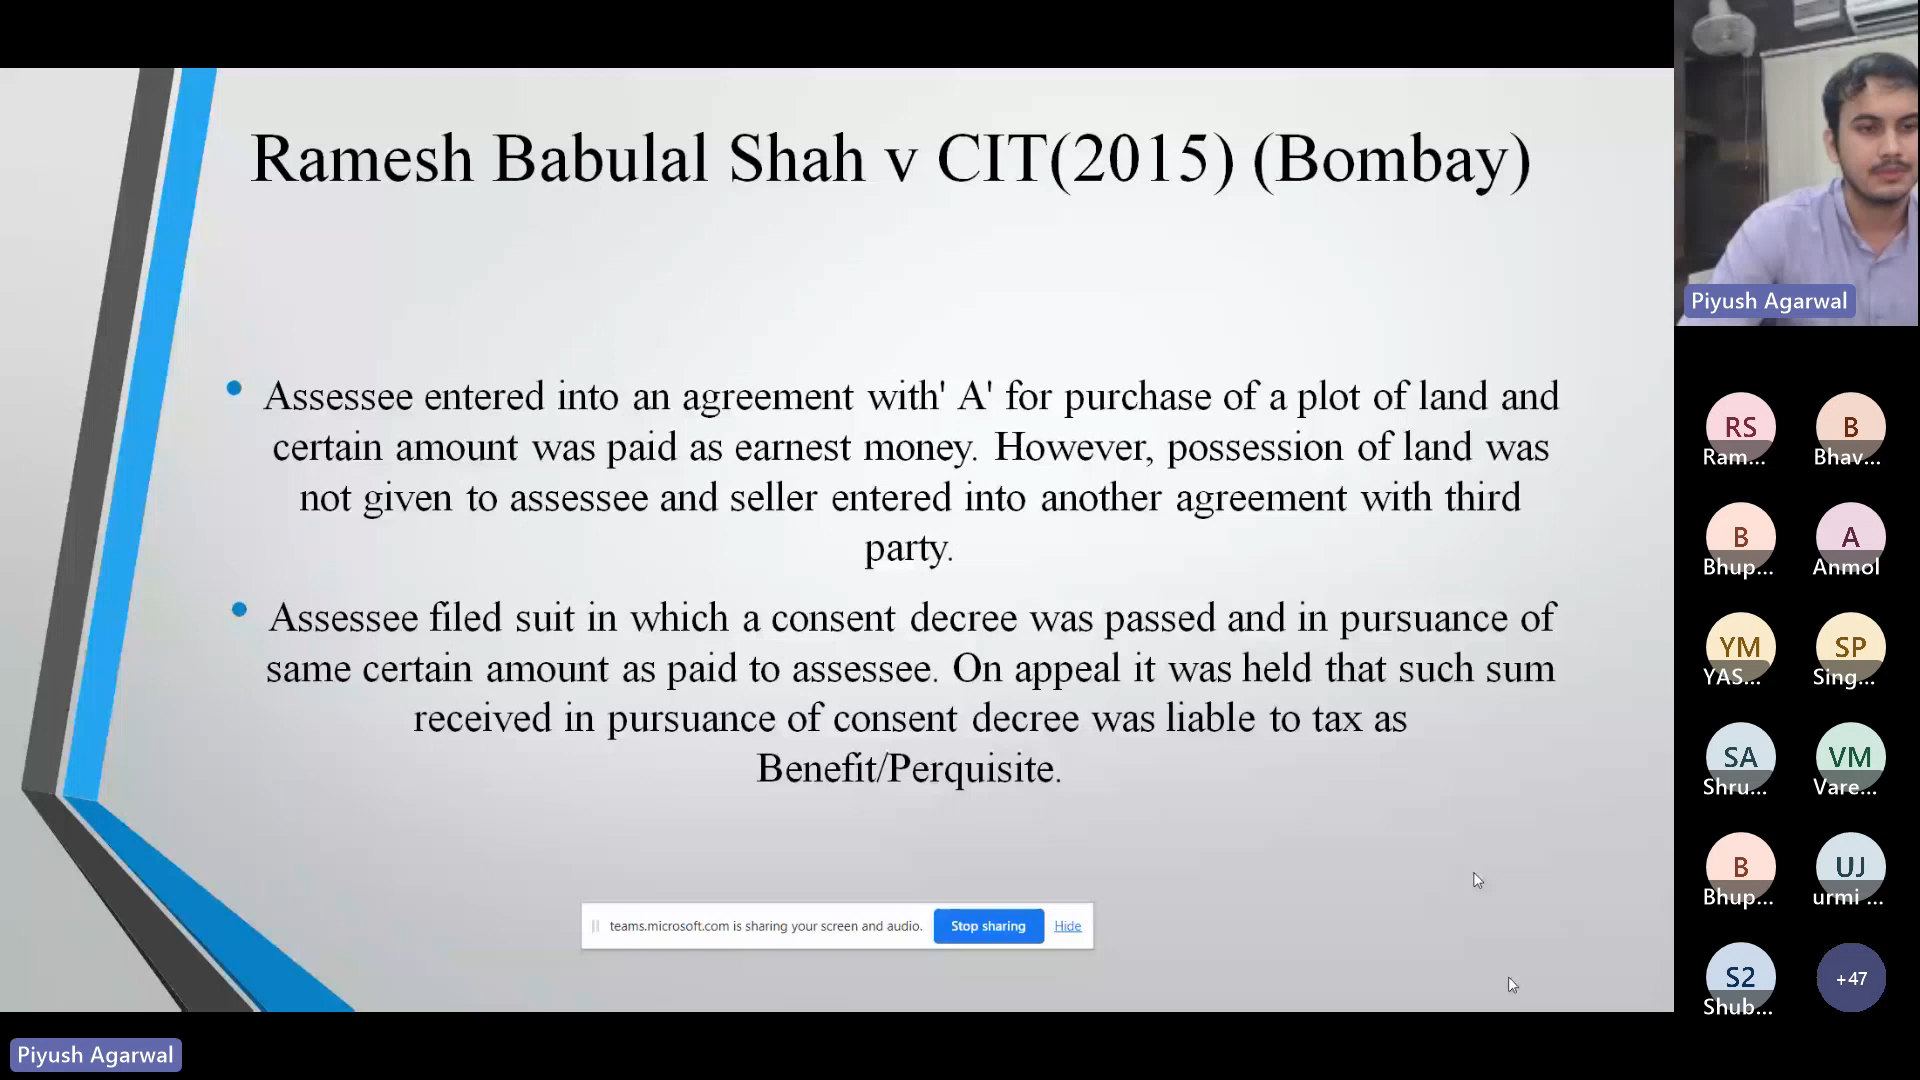 Ramesh Babulal Shah v CIT(2015) (Bombay)
Assessee entered into an agreement with' A' for purchase of a plot of land and
certain amount was paid as earnest money. However, possession of land was
not given to assessee and seller entered into another agreement with third
party.
Assessee filed suit in which a consent decree was passed and in pursuance of
same certain amount as paid to assessee. On appeal it was held that such sum
received in pursuance of consent decree was liable to tax as
Benefit/Perquisite.
teams.microsoft.com is sharing your screen and audio. Stop sharing Hide
Piyush Agarwal
Piyush Agarwal
RS B
Ram... Bhav...
B A
Bhup... Anmol
YM SP
YAS... Sing...
SA VM
Shru... Vare...
B UJ
Bhup... urmi ...
S2 +47
Shub...